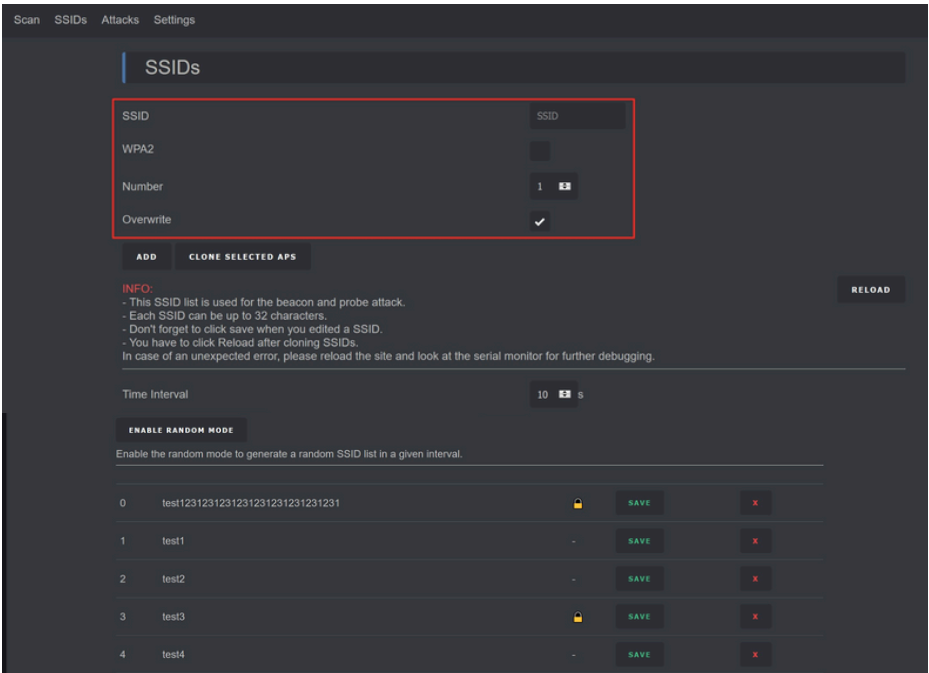 Scan SSIDs Attacks Settings
SSIDs
SSID SSID
WPA2
Number 1
Overwrite
ADD CLONE SELECTED APS
INFO:
RELOAD
- This SSID list is used for the beacon and probe attack.
- Each SSID can be up to 32 characters.
- Don't forget to click save when you edited a SSID.
- You have to click Reload after cloning SSIDs.
In case of an unexpected error, please reload the site and look at the serial monitor for further debugging.
Time Interval 10 s
ENABLE RANDOM MODE
Enable the random mode to generate a random SSID list in a given interval.
0 test1231231231231231231231231231 SAVE X
1 test1 - SAVE X
2 test2 - SAVE X
3 test3 SAVE X
4 test4 - SAVE X